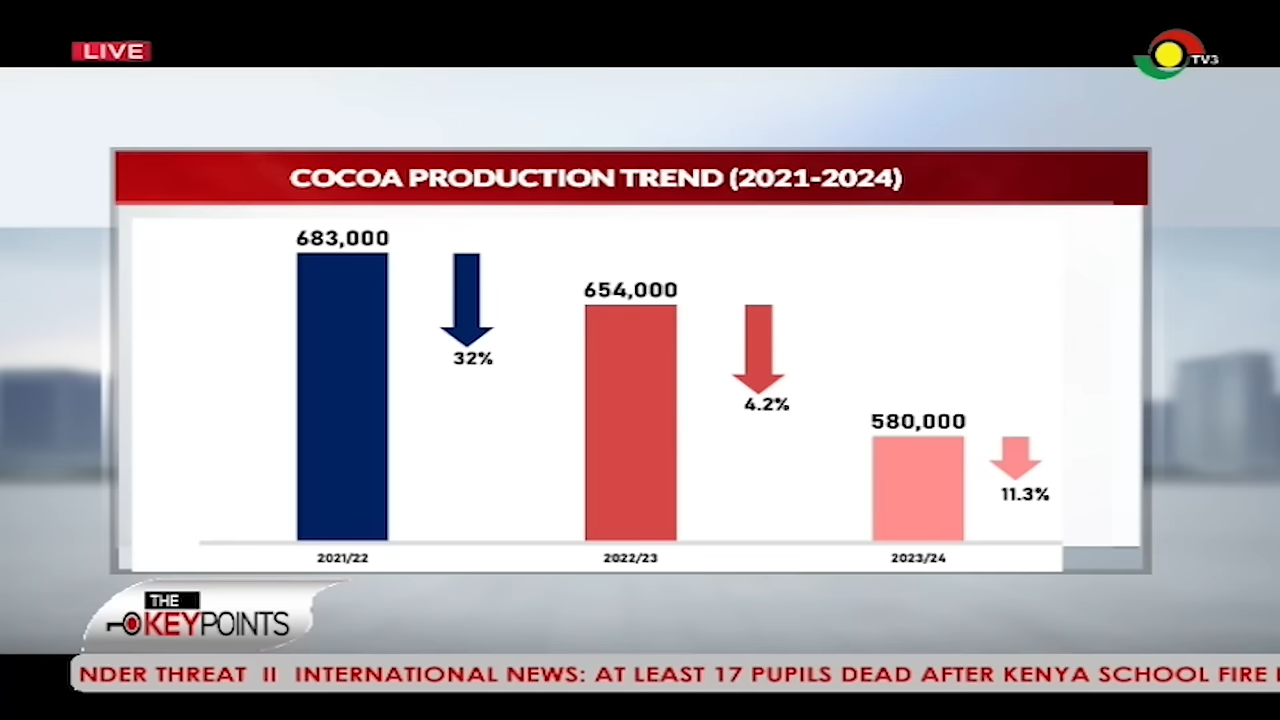 LIVE
TV3
COCOA PRODUCTION TREND (2021-2024)
683,000
32%
654,000
4.2%
580,000
11.3%
2021/22
2022/23
2023/24
THE
KEYPOINTS
NDER THREAT II INTERNATIONAL NEWS: AT LEAST 17 PUPILS DEAD AFTER KENYA SCHOOL FIRE